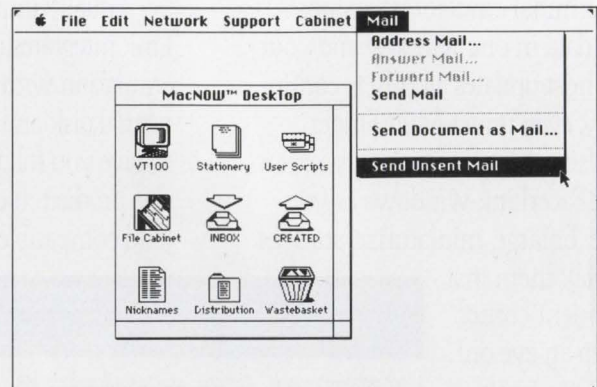 File Edit Network Support Cabinet Mail
Address Mail...
Answer Mail...
Forward Mail...
Send Mail
Send Document as Mail...
Send Unsent Mail
MacNOW™ DeskTop
VT100 Stationery User Scripts
File Cabinet INBOX CREATED
Nicknames Distribution Wastebasket